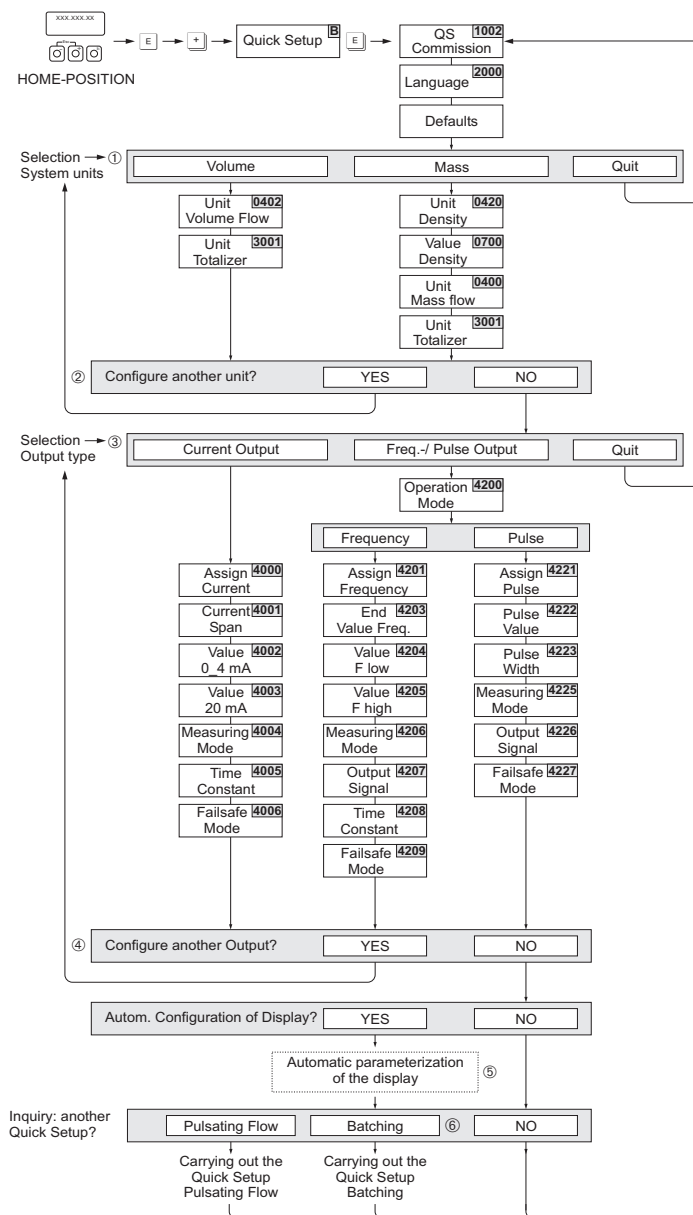 XXX.XXX.XX
Esc
E
+
Quick Setup B
E
QS 1002
Commission
HOME-POSITION
Language 2000
Defaults
Selection ①
System units
Volume
Mass
Quit
Unit 0402
Volume Flow
Unit 0420
Density
Unit 3001
Totalizer
Value 0700
Density
Unit 0400
Mass flow
Unit 3001
Totalizer
② Configure another unit? YES NO
Selection ③
Output type
Current Output
Freq.-/ Pulse Output
Quit
Operation 4200
Mode
Frequency
Pulse
Assign 4000
Current
Assign 4201
Frequency
Assign 4221
Pulse
Current 4001
Span
End 4203
Value Freq.
Pulse 4222
Value
Value 4002
0_4 mA
Value 4204
F low
Pulse 4223
Width
Value 4003
20 mA
Value 4205
F high
Measuring 4225
Mode
Measuring 4004
Mode
Measuring 4206
Mode
Output 4226
Signal
Time 4005
Constant
Output 4207
Signal
Failsafe 4227
Mode
Failsafe 4006
Mode
Time 4208
Constant
Failsafe 4209
Mode
④ Configure another Output? YES NO
Autom. Configuration of Display? YES NO
Automatic parameterization
of the display
⑤
Inquiry: another
Quick Setup?
Pulsating Flow
Batching ⑥
NO
Carrying out the
Quick Setup
Pulsating Flow
Carrying out the
Quick Setup
Batching